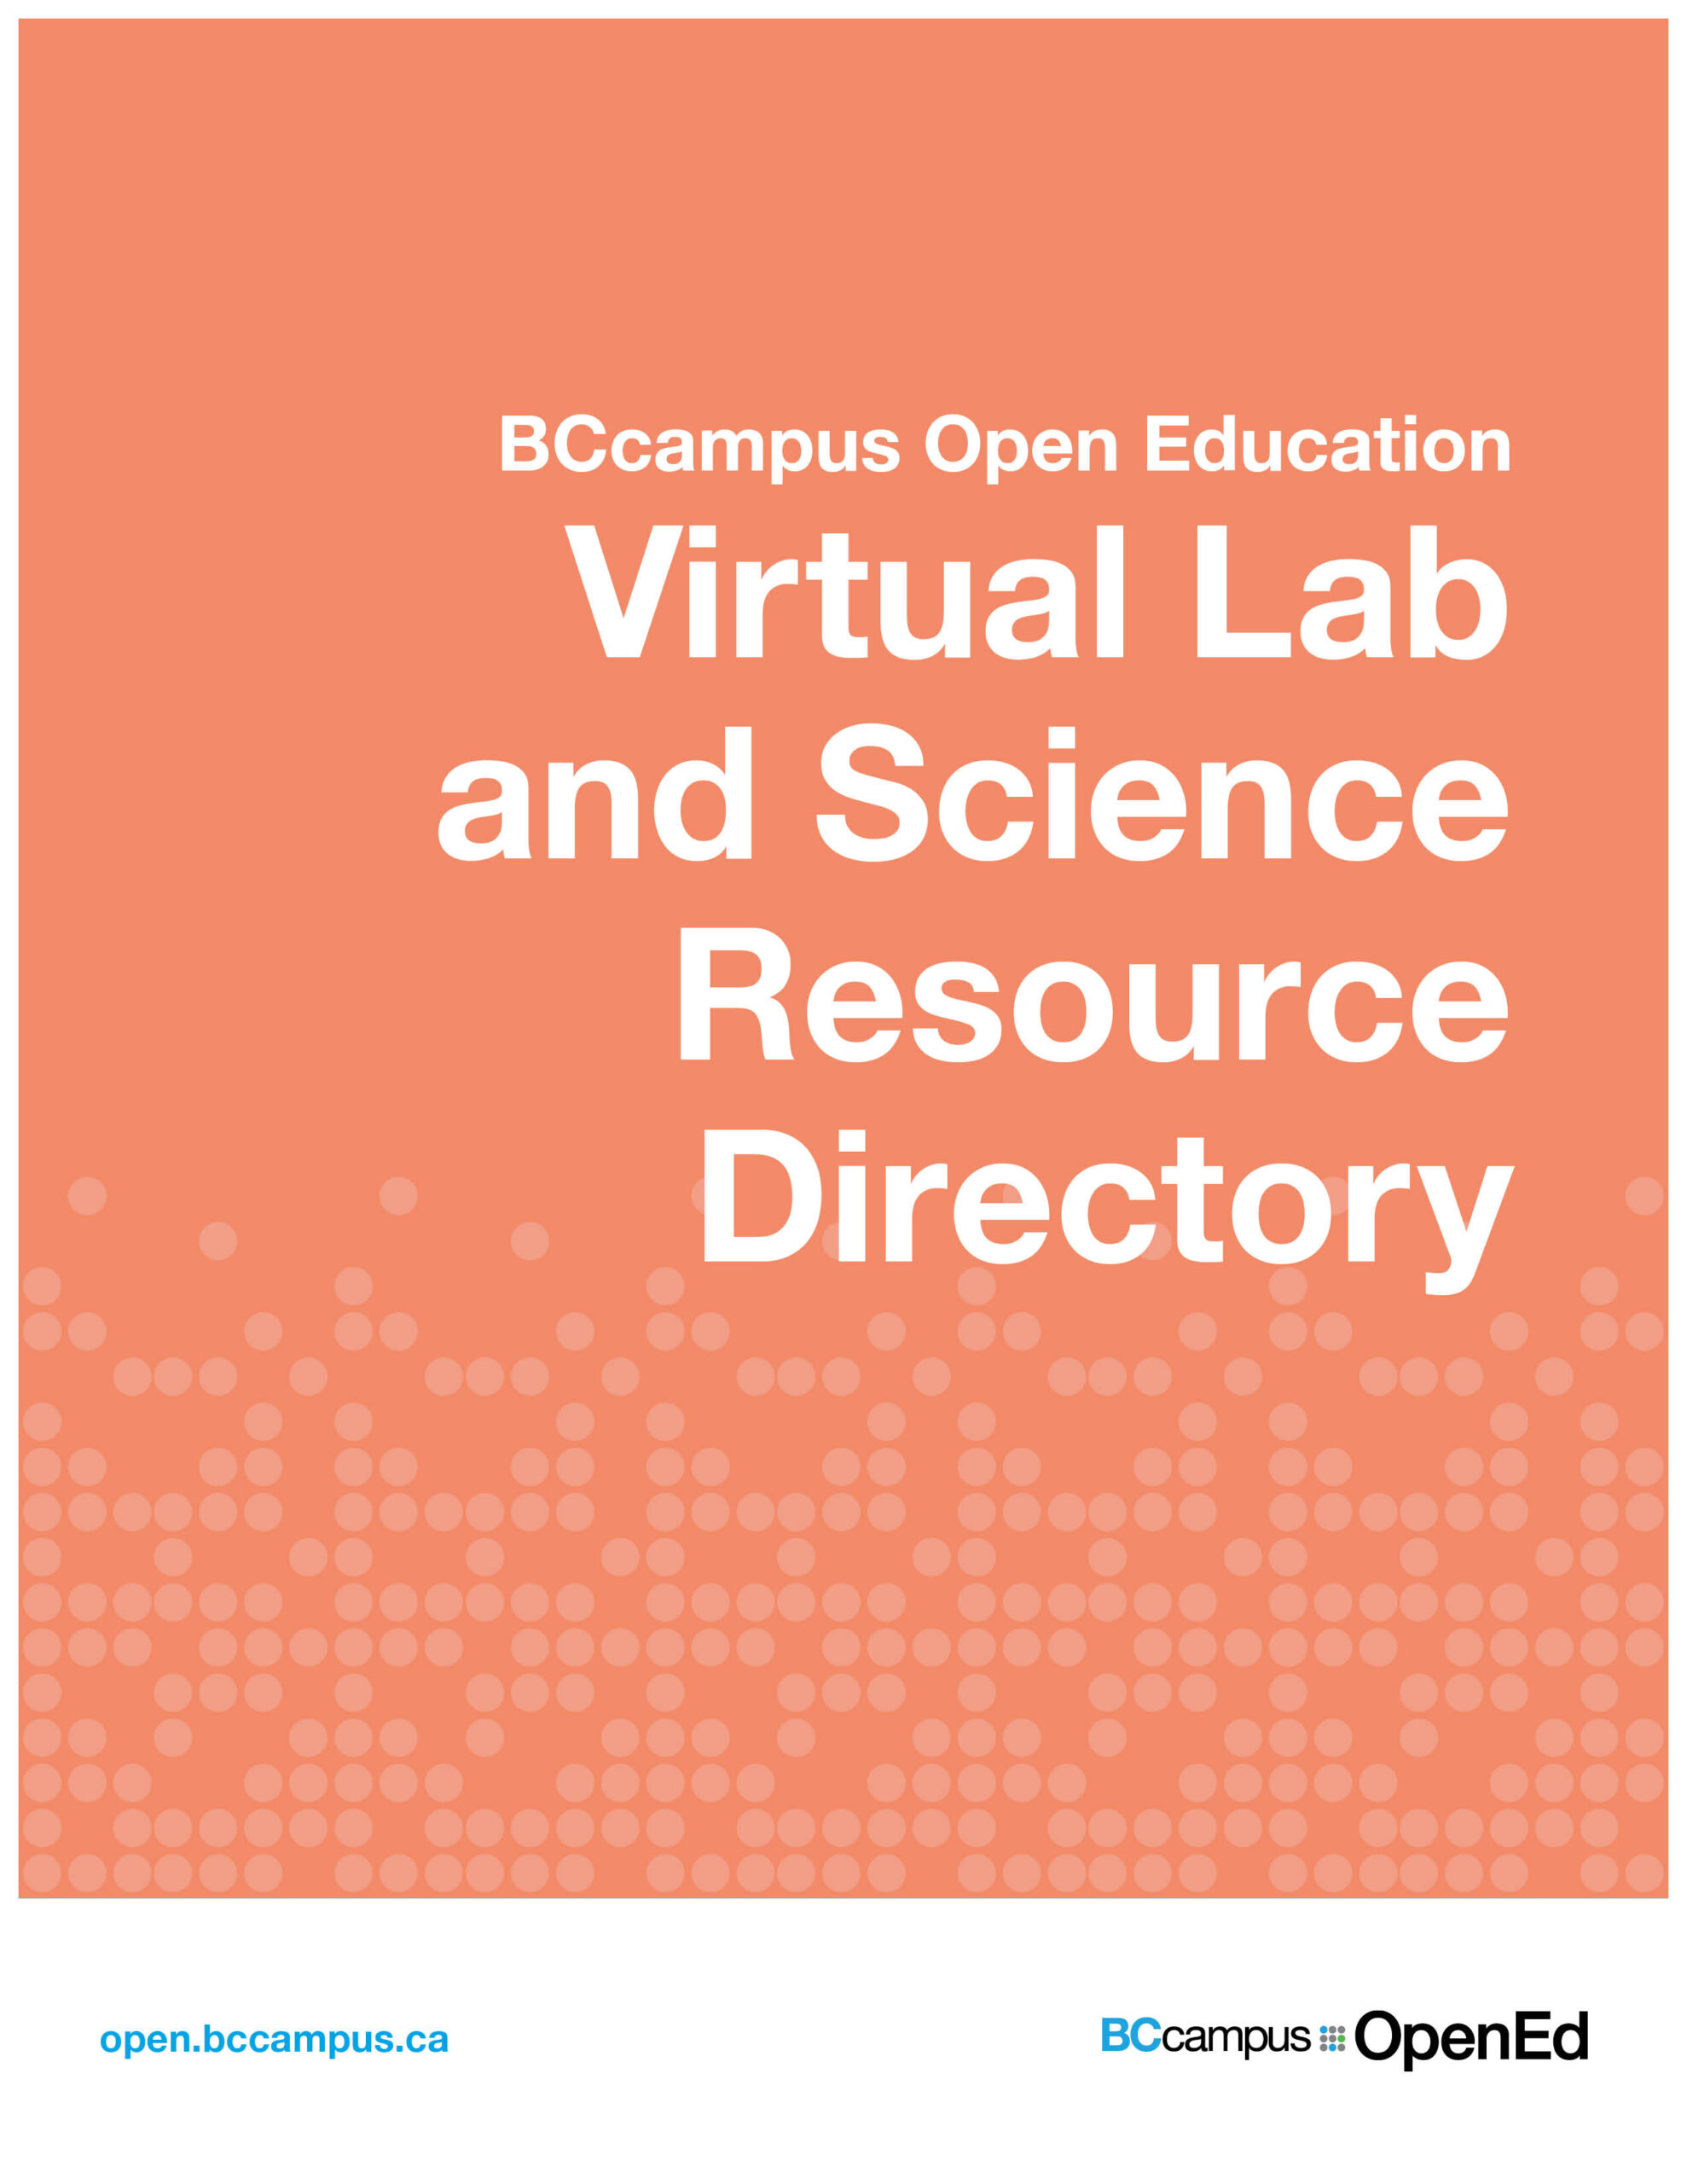 BCcampus Open Education
Virtual Lab
and Science
Resource
Directory
open.bccampus.ca
BCcampus OpenEd